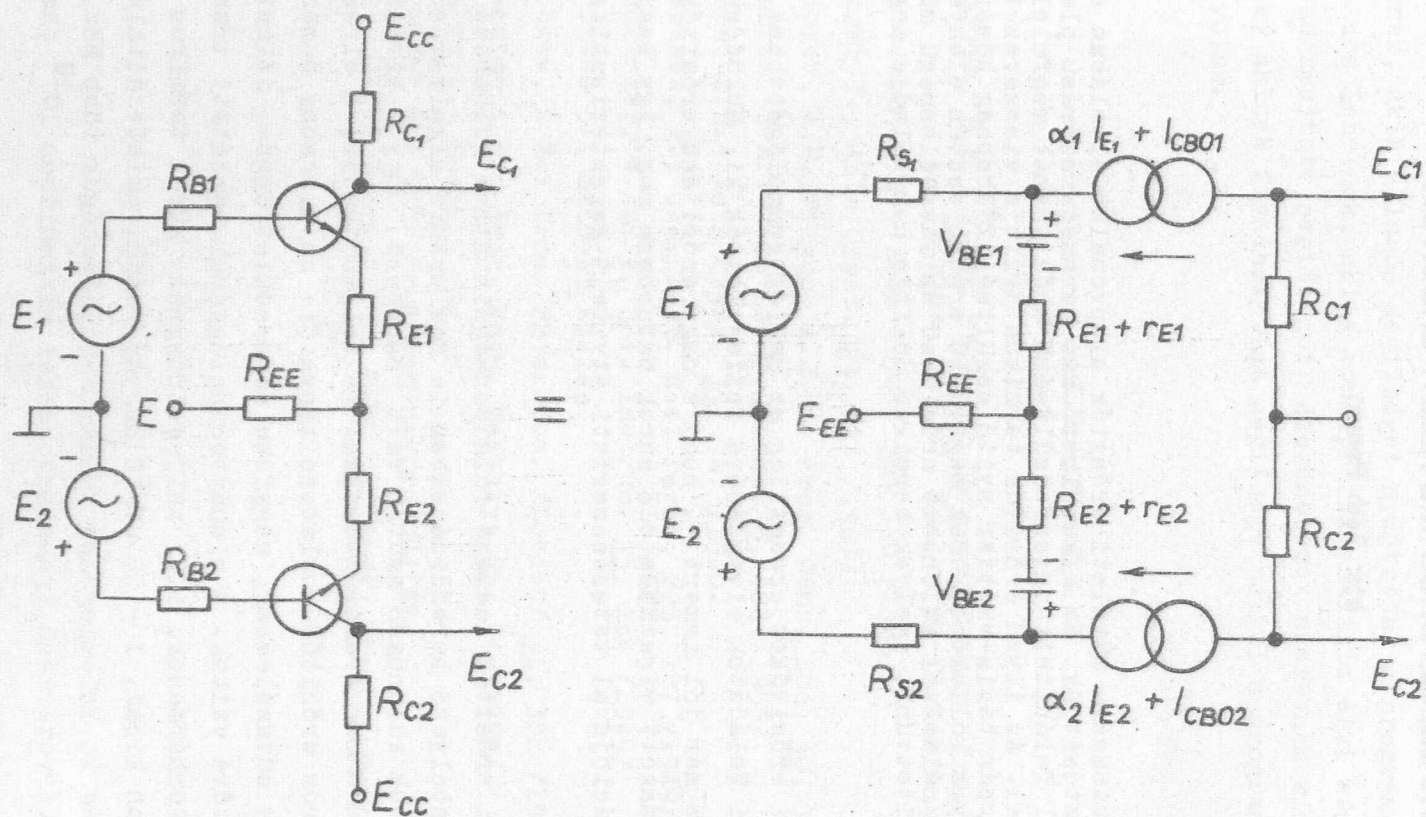 E_CC
R_C1
E_C1
R_B1
+
E_1
-
R_E1
R_EE
E
-
E_2
+
R_E2
R_B2
E_C2
R_C2
E_CC
≡
α_1 I_E1 + I_CBO1
R_S1
E_C1
+
V_BE1
-
+
E_1
-
R_E1 + r_E1
R_C1
R_EE
E_EE
-
E_2
+
R_E2 + r_E2
R_C2
-
V_BE2
+
R_S2
E_C2
α_2 I_E2 + I_CBO2